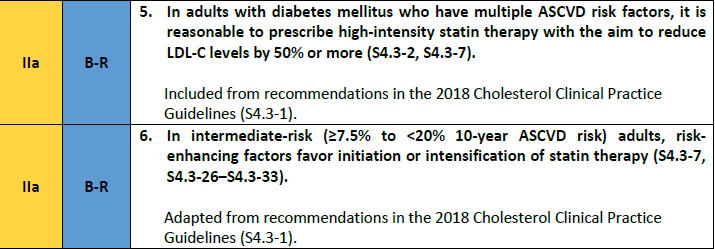 5. In adults with diabetes mellitus who have multiple ASCVD risk factors, it is
reasonable to prescribe high-intensity statin therapy with the aim to reduce
LDL-C levels by 50% or more (S4.3-2, S4.3-7).
IIa
B-R
Included from recommendations in the 2018 Cholesterol Clinical Practice
Guidelines (S4.3-1).
6. In intermediate-risk (≥7.5% to <20% 10-year ASCVD risk) adults, risk-
enhancing factors favor initiation or intensification of statin therapy (S4.3-7,
S4.3-26–S4.3-33).
IIa
B-R
Adapted from recommendations in the 2018 Cholesterol Clinical Practice
Guidelines (S4.3-1).